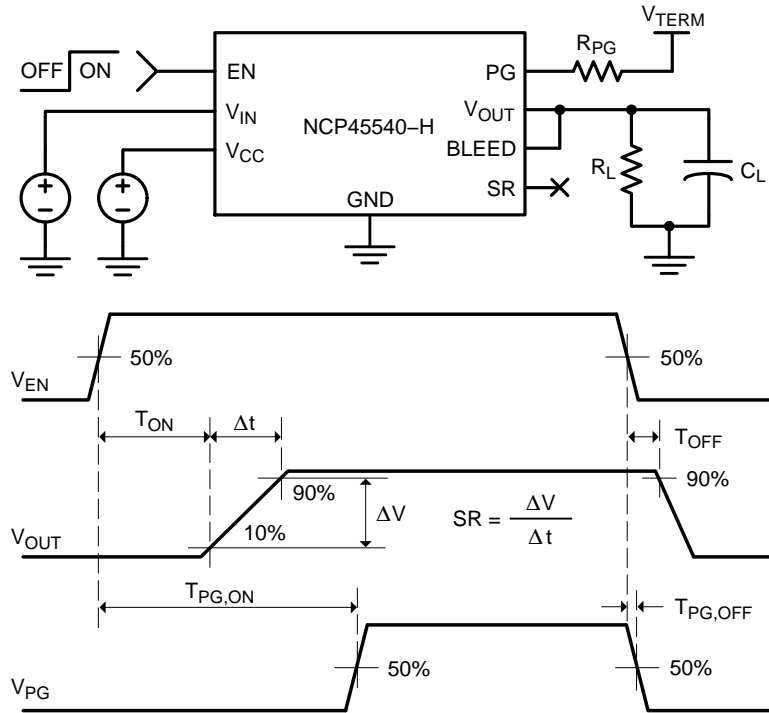 V_TERM
R_PG
OFF ON
EN
PG
V_IN
V_OUT
NCP45540–H
V_CC
BLEED
R_L
C_L
SR
GND
+
–
+
–
50%
50%
V_EN
T_ON
Δt
T_OFF
90%
ΔV
SR = ΔV / Δt
90%
10%
V_OUT
T_PG,ON
T_PG,OFF
50%
50%
V_PG